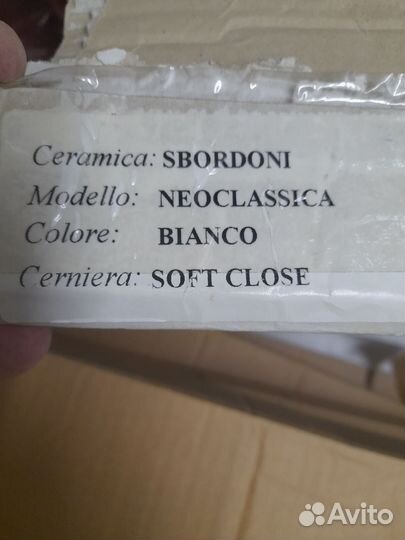 Ceramica: SBORDONI
Modello: NEOCLASSICA
Colore: BIANCO
Cerniera: SOFT CLOSE
Avito